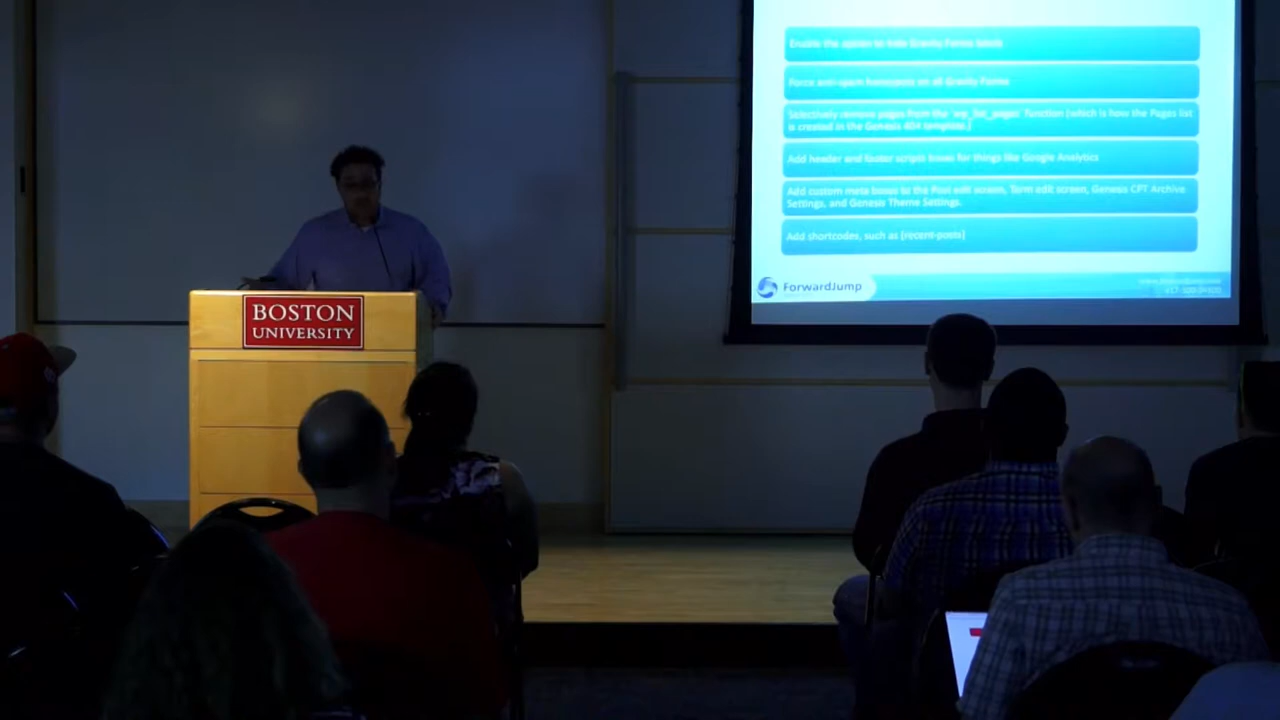 Enable the option to hide Gravity Forms labels
Force anti-spam honeypots on all Gravity Forms
Selectively remove pages from the `wp_list_pages` function (which is how the Pages list
is created in the Genesis 404 template.)
Add header and footer scripts boxes for things like Google Analytics
Add custom meta boxes to the Post edit screen, Term edit screen, Genesis CPT Archive
Settings, and Genesis Theme Settings.
Add shortcodes, such as [recent-posts]
ForwardJump
BOSTON
UNIVERSITY